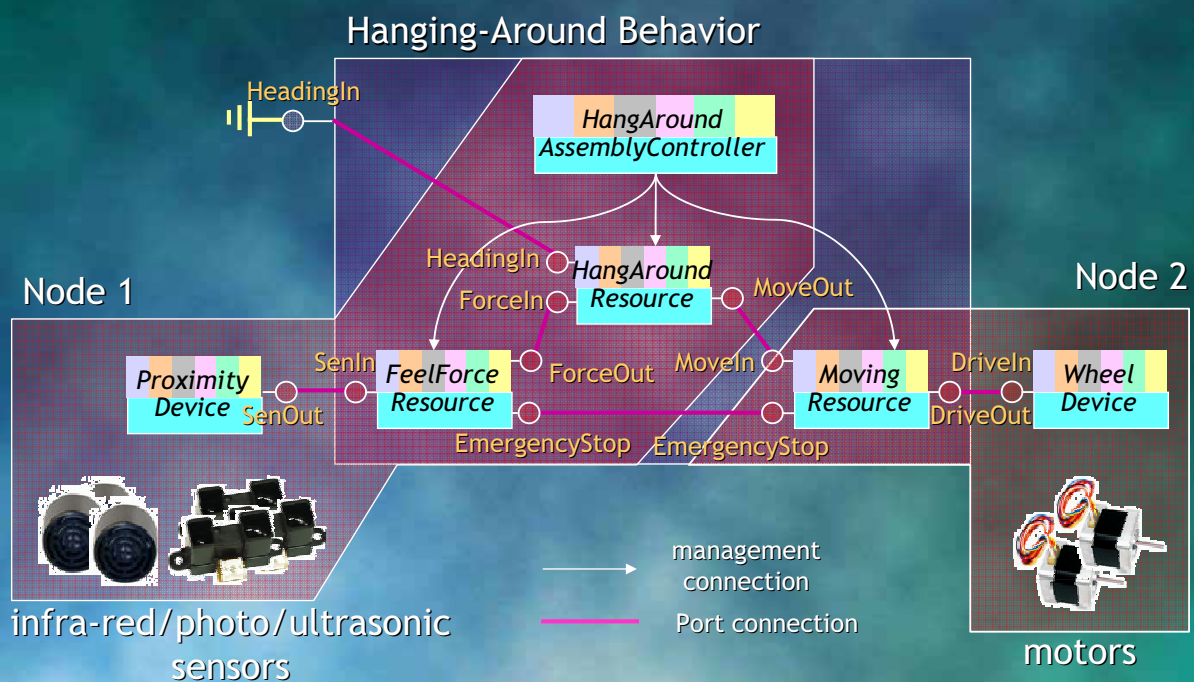 Hanging-Around Behavior
HeadingIn
HangAround
AssemblyController
HeadingIn
HangAround
Resource
ForceIn
MoveOut
Node 1
Node 2
Proximity
Device
SenOut
SenIn
FeelForce
Resource
ForceOut
MoveIn
Moving
Resource
DriveIn
DriveOut
Wheel
Device
EmergencyStop
EmergencyStop
management
connection
Port connection
infra-red/photo/ultrasonic
sensors
motors